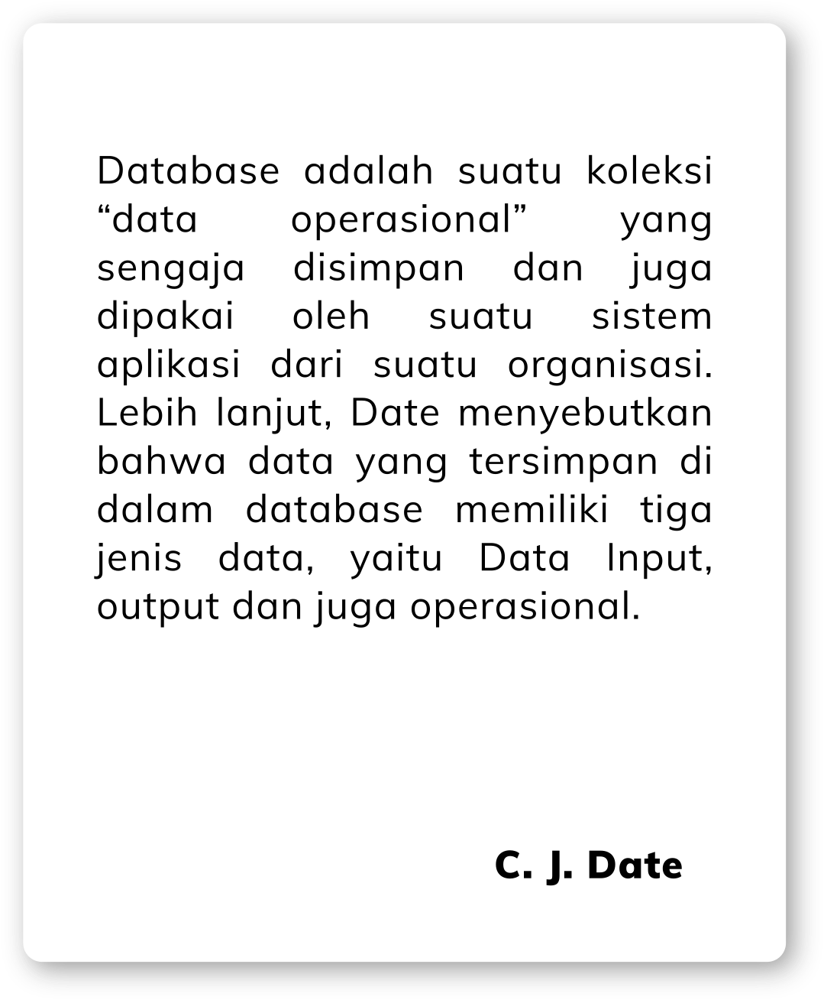 Database adalah suatu koleksi
“data operasional” yang
sengaja disimpan dan juga
dipakai oleh suatu sistem
aplikasi dari suatu organisasi.
Lebih lanjut, Date menyebutkan
bahwa data yang tersimpan di
dalam database memiliki tiga
jenis data, yaitu Data Input,
output dan juga operasional.
C. J. Date